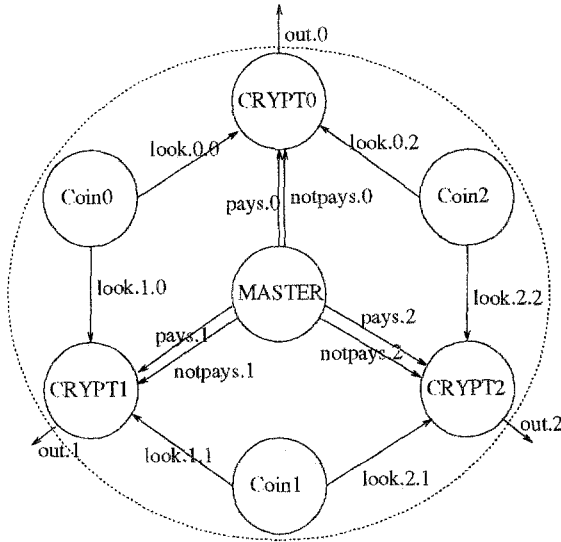 out.0
CRYPT0
look.0.0
look.0.2
Coin0
pays.0
notpays.0
Coin2
look.1.0
MASTER
look.2.2
pays.1
pays.2
notpays.1
notpays.2
CRYPT1
CRYPT2
out.1
out.2
look.1.1
look.2.1
Coin1